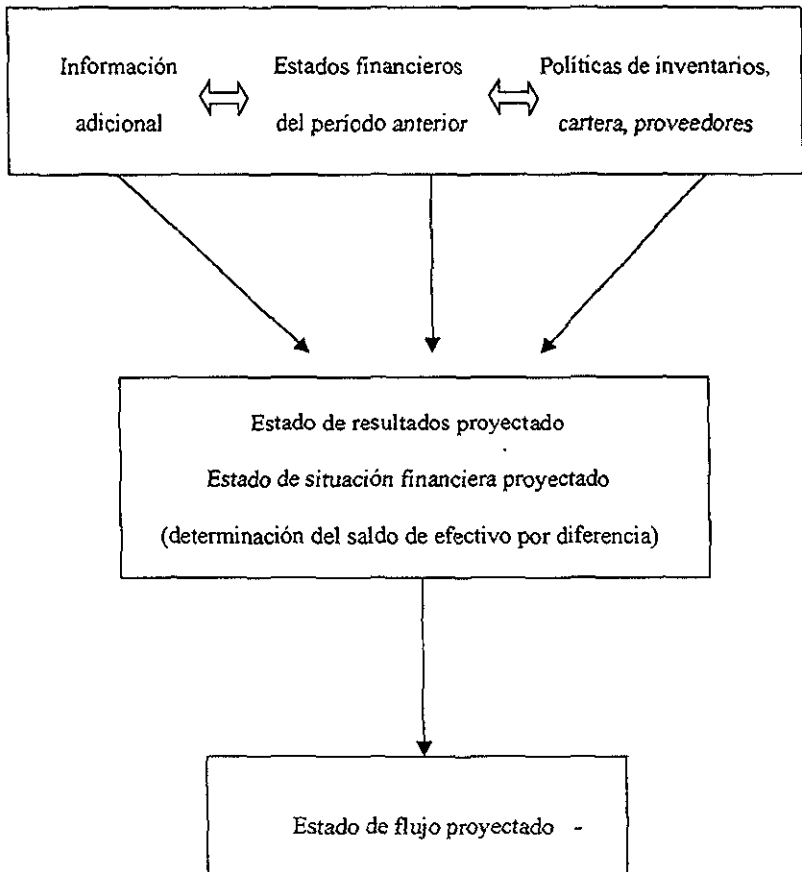 Información
adicional
Estados financieros
del período anterior
Políticas de inventarios,
cartera, proveedores
Estado de resultados proyectado
Estado de situación financiera proyectado
(determinación del saldo de efectivo por diferencia)
Estado de flujo proyectado